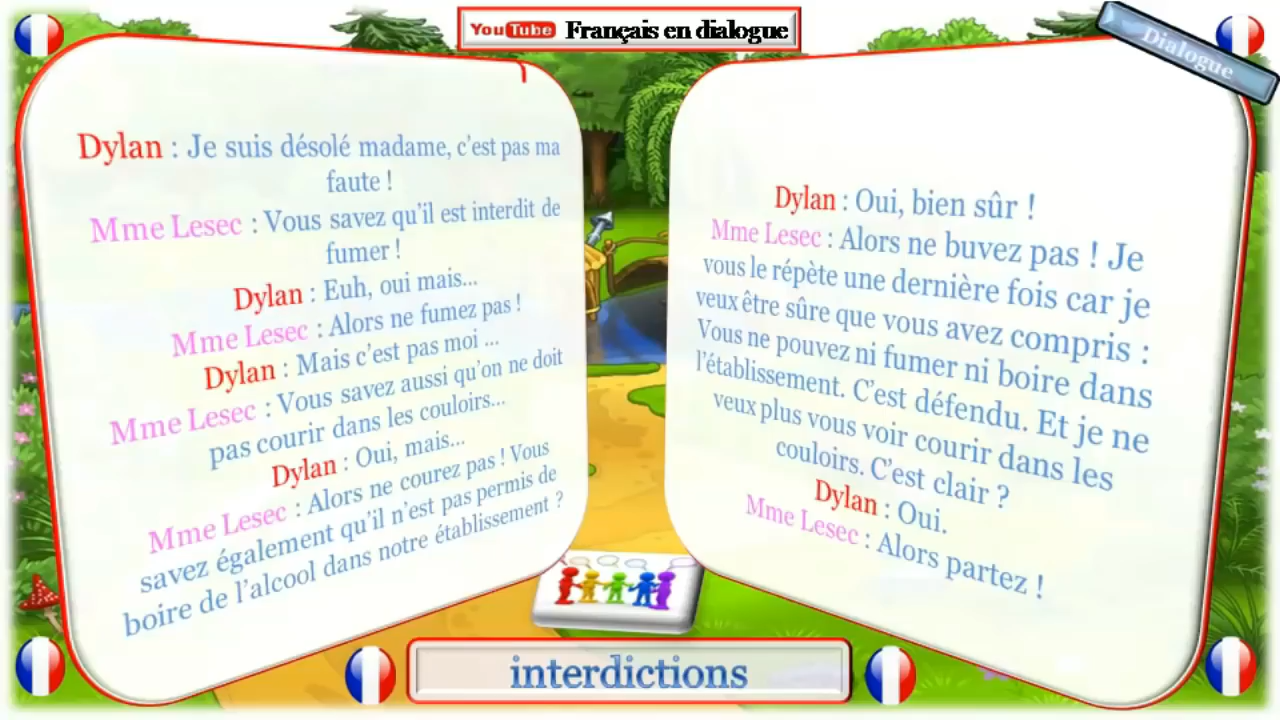 YouTube Français en dialogue
Dialogue
Dylan : Je suis désolé madame, c’est pas ma
faute !
Mme Lesec : Vous savez qu’il est interdit de
fumer !
Dylan : Euh, oui mais...
Mme Lesec : Alors ne fumez pas !
Dylan : Mais c’est pas moi ...
Mme Lesec : Vous savez aussi qu’on ne doit
pas courir dans les couloirs...
Dylan : Oui, mais...
Mme Lesec : Alors ne courez pas ! Vous
savez également qu’il n’est pas permis de
boire de l’alcool dans notre établissement ?
Dylan : Oui, bien sûr !
Mme Lesec : Alors ne buvez pas ! Je
vous le répète une dernière fois car je
veux être sûre que vous avez compris :
Vous ne pouvez ni fumer ni boire dans
l’établissement. C’est défendu. Et je ne
veux plus vous voir courir dans les
couloirs. C’est clair ?
Dylan : Oui.
Mme Lesec : Alors partez !
interdictions